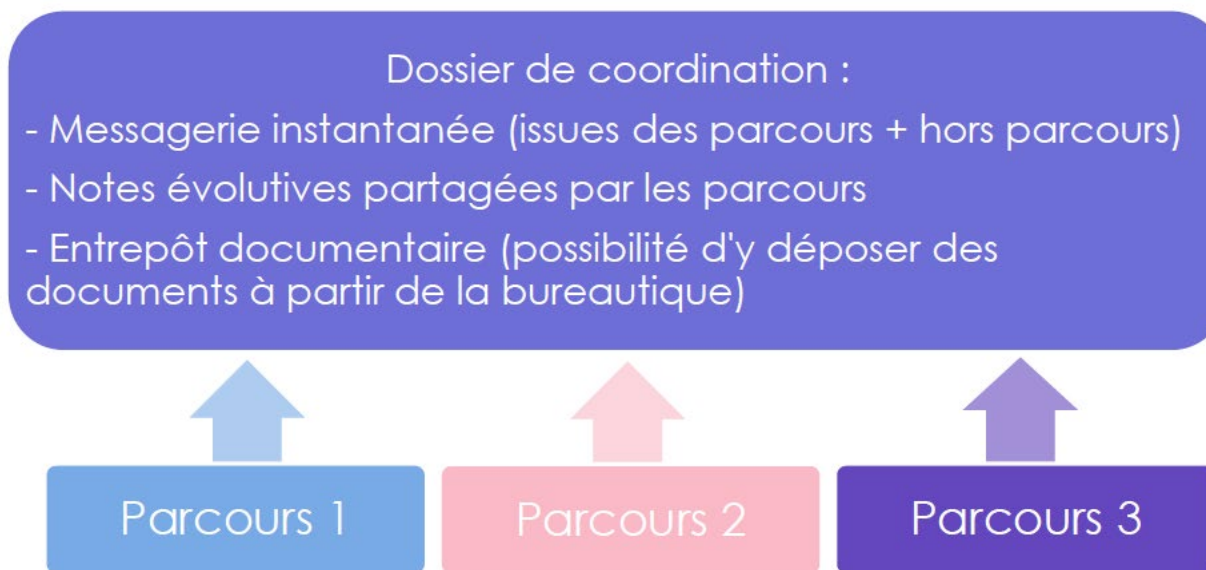 Dossier de coordination :
- Messagerie instantanée (issues des parcours + hors parcours)
- Notes évolutives partagées par les parcours
- Entrepôt documentaire (possibilité d'y déposer des
documents à partir de la bureautique)
Parcours 1
Parcours 2
Parcours 3